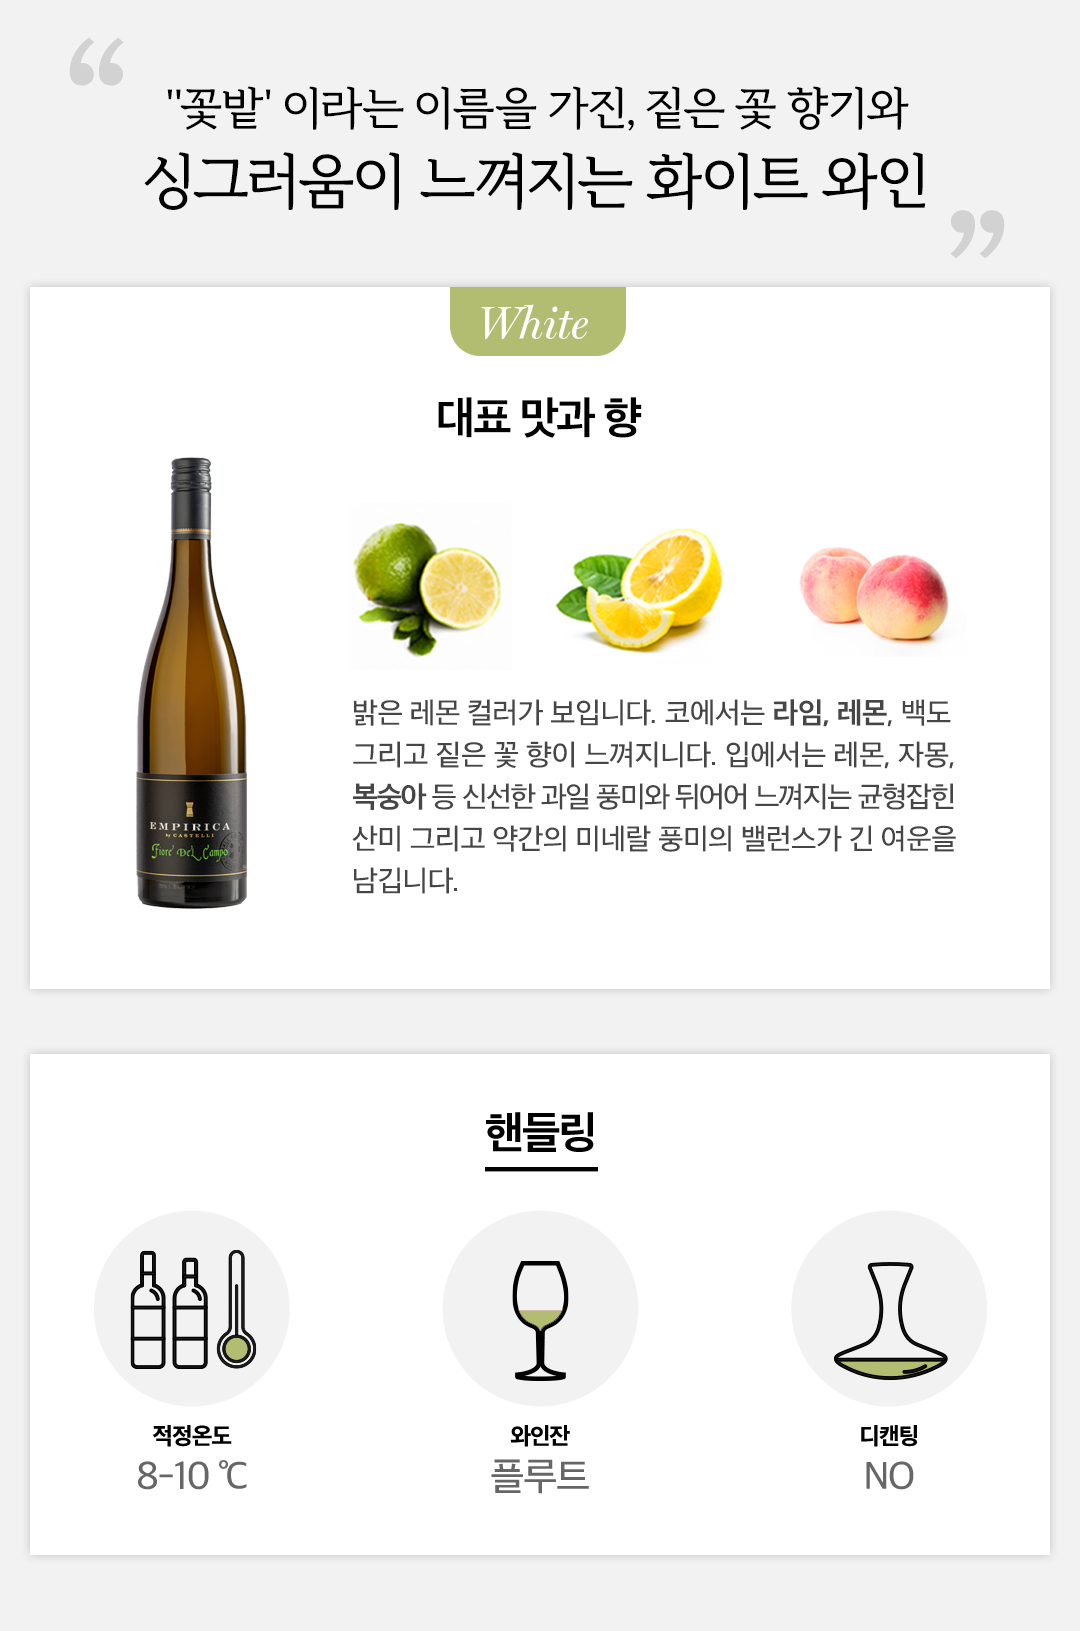 “
"꽃밭' 이라는 이름을 가진, 짙은 꽃 향기와
싱그러움이 느껴지는 화이트 와인
”
White
대표 맛과 향
EMPIRICA
by CASTELLI
Fiore Del Campo
밝은 레몬 컬러가 보입니다. 코에서는 라임, 레몬, 백도
그리고 짙은 꽃 향이 느껴지니다. 입에서는 레몬, 자몽,
복숭아 등 신선한 과일 풍미와 뒤어어 느껴지는 균형잡힌
산미 그리고 약간의 미네랄 풍미의 밸런스가 긴 여운을
남깁니다.
핸들링
적정온도
8-10 ℃
와인잔
플루트
디캔팅
NO